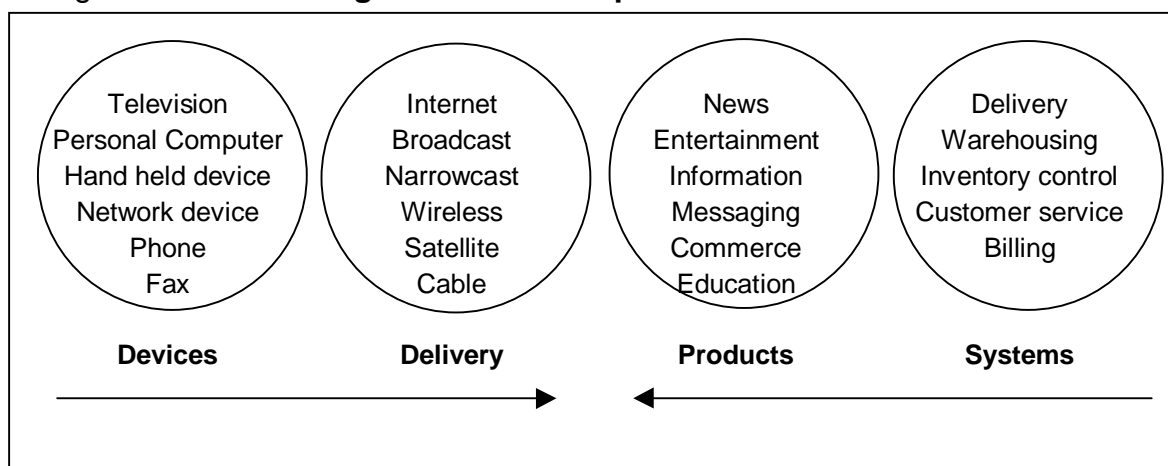 Television
Personal Computer
Hand held device
Network device
Phone
Fax
Devices
Internet
Broadcast
Narrowcast
Wireless
Satellite
Cable
Delivery
News
Entertainment
Information
Messaging
Commerce
Education
Products
Delivery
Warehousing
Inventory control
Customer service
Billing
Systems